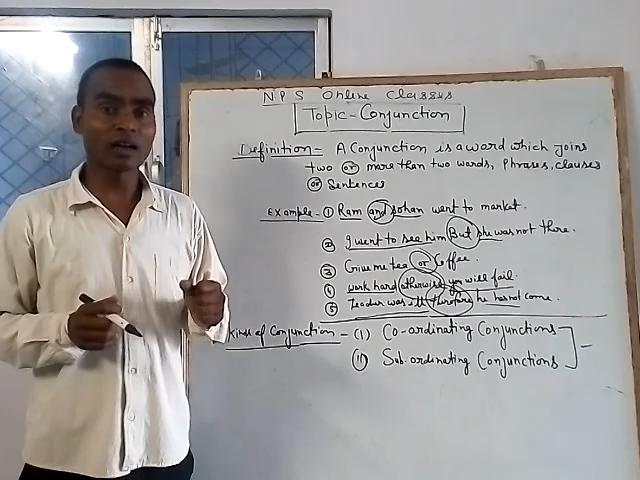 NPS Online Classes
Topic-Conjunction
Definition- A Conjunction is a word which joins
two or more than two words, Phrases, clauses
or Sentences
Example- ① Ram and Sohan went to market.
② I went to see him But she was not there.
③ Give me tea or Coffee.
④ work hard otherwise you will fail.
⑤ Teacher was ill therefore he has not come.
Kinds of Conjunction - (i) Co-ordinating Conjunctions
(ii) Sub-ordinating Conjunctions